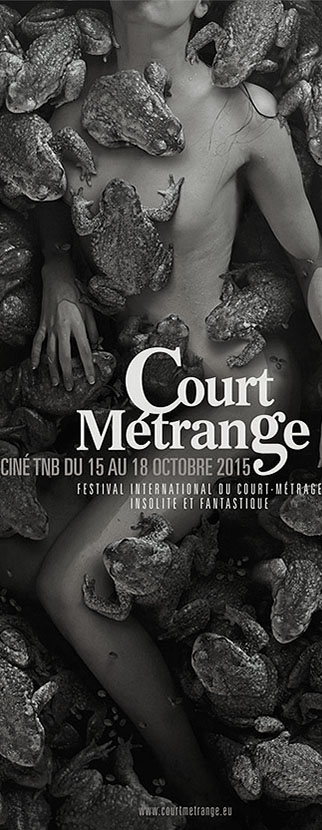 Court
Métrange
CINÉ TNB DU 15 AU 18 OCTOBRE 2015
FESTIVAL INTERNATIONAL DU COURT-MÉTRAGE
INSOLITE ET FANTASTIQUE
www.courtmetrange.eu